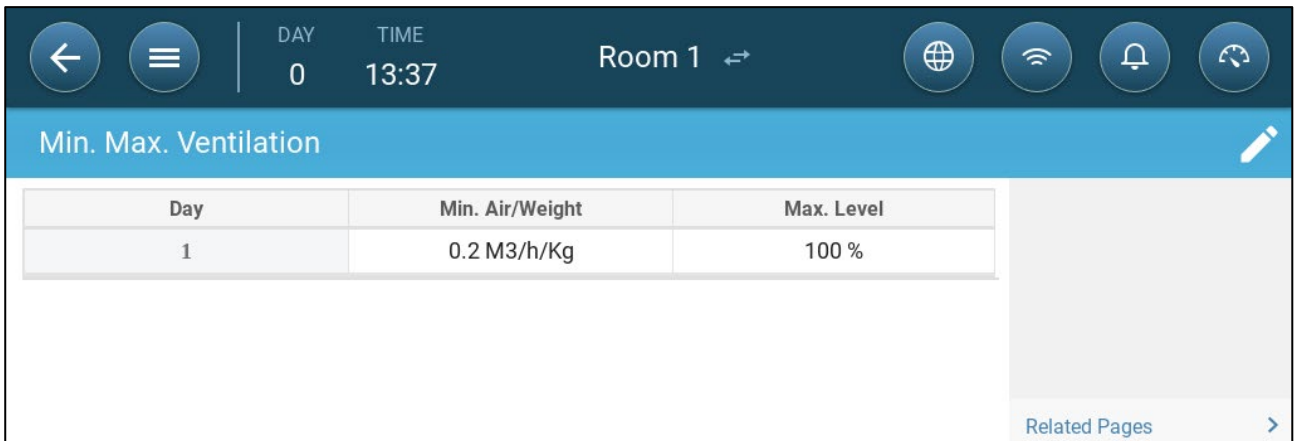 DAY TIME
0 13:37 Room 1
Min. Max. Ventilation
Day Min. Air/Weight Max. Level
1 0.2 M3/h/Kg 100 %
Related Pages